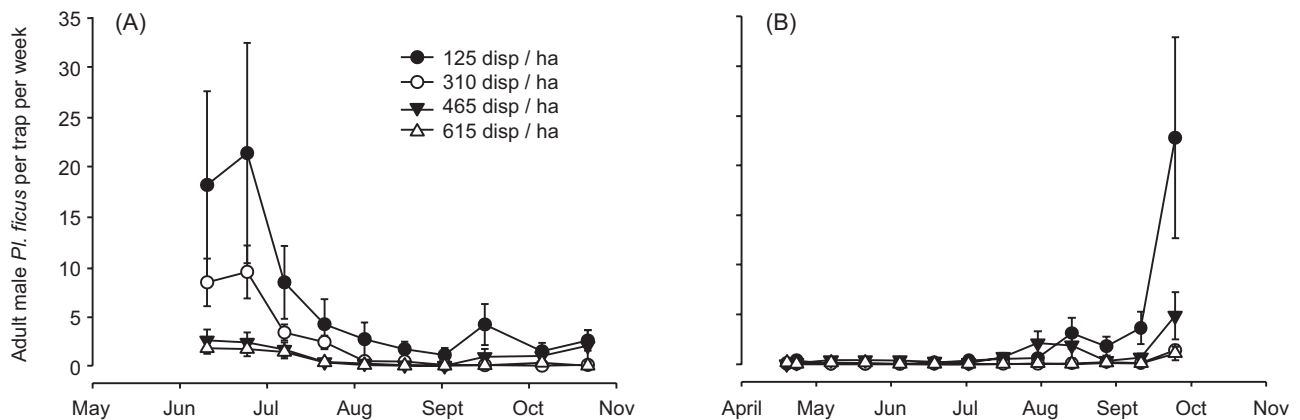 (A)
(B)
Adult male Pl. ficus per trap per week
35
30
25
20
15
10
5
0
125 disp / ha
310 disp / ha
465 disp / ha
615 disp / ha
May Jun Jul Aug Sept Oct Nov
April May Jun Jul Aug Sept Oct Nov